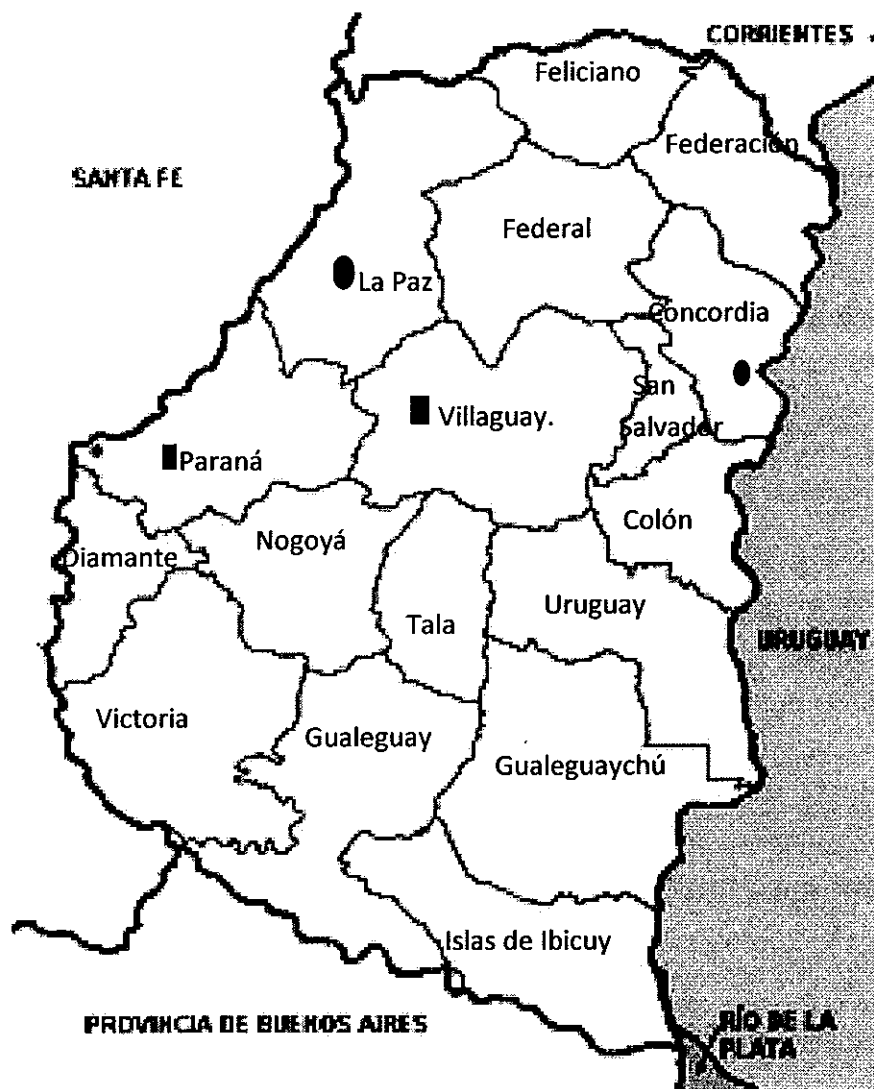 CORRIENTES
Feliciano
Federación
SANTA FE
Federal
La Paz
Concordia
San
Salvador
Villaguay.
Paraná
Colón
Nogoyá
Diamante
Uruguay
Tala
URUGUAY
Victoria
Gualeguay
Gualeguaychú
Islas de Ibicuy
PROVINCIA DE BUENOS AIRES
RÍO DE LA
PLATA